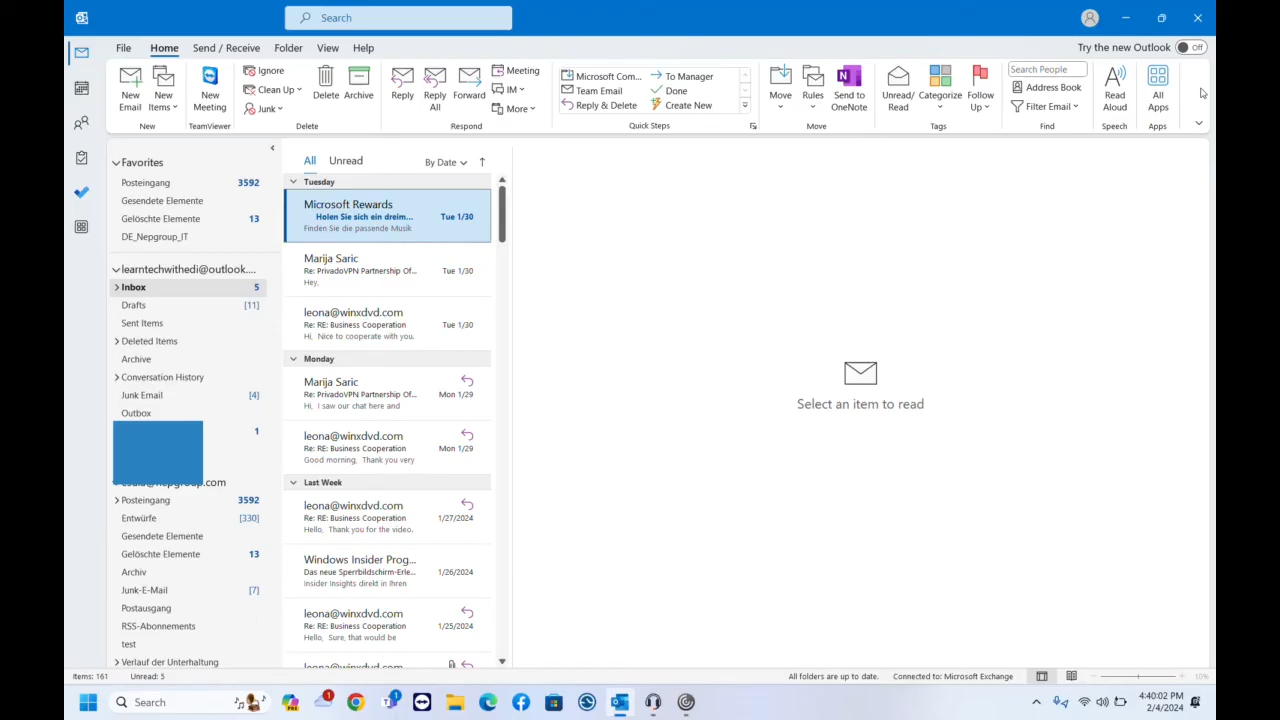 Search
File Home Send / Receive Folder View Help
Try the new Outlook Off
New Email
New Items
New
New Meeting
TeamViewer
Ignore
Clean Up
Junk
Delete
Archive
Delete
Reply
Reply All
Forward
Meeting
IM
More
Respond
Microsoft Com...
Team Email
Reply & Delete
To Manager
Done
Create New
Quick Steps
Move
Rules
Send to OneNote
Move
Unread/ Read
Categorize
Follow Up
Tags
Search People
Address Book
Filter Email
Find
Read Aloud
Speech
All Apps
Apps
Favorites
Posteingang 3592
Gesendete Elemente
Gelöschte Elemente 13
DE_Nepgroup_IT
learntechwithedi@outlook....
Inbox 5
Drafts [11]
Sent Items
Deleted Items
Archive
Conversation History
Junk Email [4]
Outbox
1
Posteingang 3592
Entwürfe [330]
Gesendete Elemente
Gelöschte Elemente 13
Archiv
Junk-E-Mail [7]
Postausgang
RSS-Abonnements
test
Verlauf der Unterhaltung
All Unread By Date
Tuesday
Microsoft Rewards
Holen Sie sich ein dreim... Tue 1/30
Finden Sie die passende Musik
Marija Saric
Re: PrivadoVPN Partnership Of... Tue 1/30
Hey,
leona@winxdvd.com
Re: RE: Business Cooperation Tue 1/30
Hi, Nice to cooperate with you.
Monday
Marija Saric
Re: PrivadoVPN Partnership Of... Mon 1/29
Hi, I saw our chat here and
leona@winxdvd.com
Re: RE: Business Cooperation Mon 1/29
Good morning, Thank you very
Last Week
leona@winxdvd.com
Re: RE: Business Cooperation 1/27/2024
Hello, Thank you for the video.
Windows Insider Prog...
Das neue Sperrbildschirm-Erle... 1/26/2024
Insider Insights direkt in Ihren
leona@winxdvd.com
Re: RE: Business Cooperation 1/25/2024
Hello, Sure, that would be
leona@winxdvd.com
Select an item to read
Items: 161 Unread: 5
All folders are up to date. Connected to: Microsoft Exchange 10%
Search
1
1
4:40:02 PM
2/4/2024